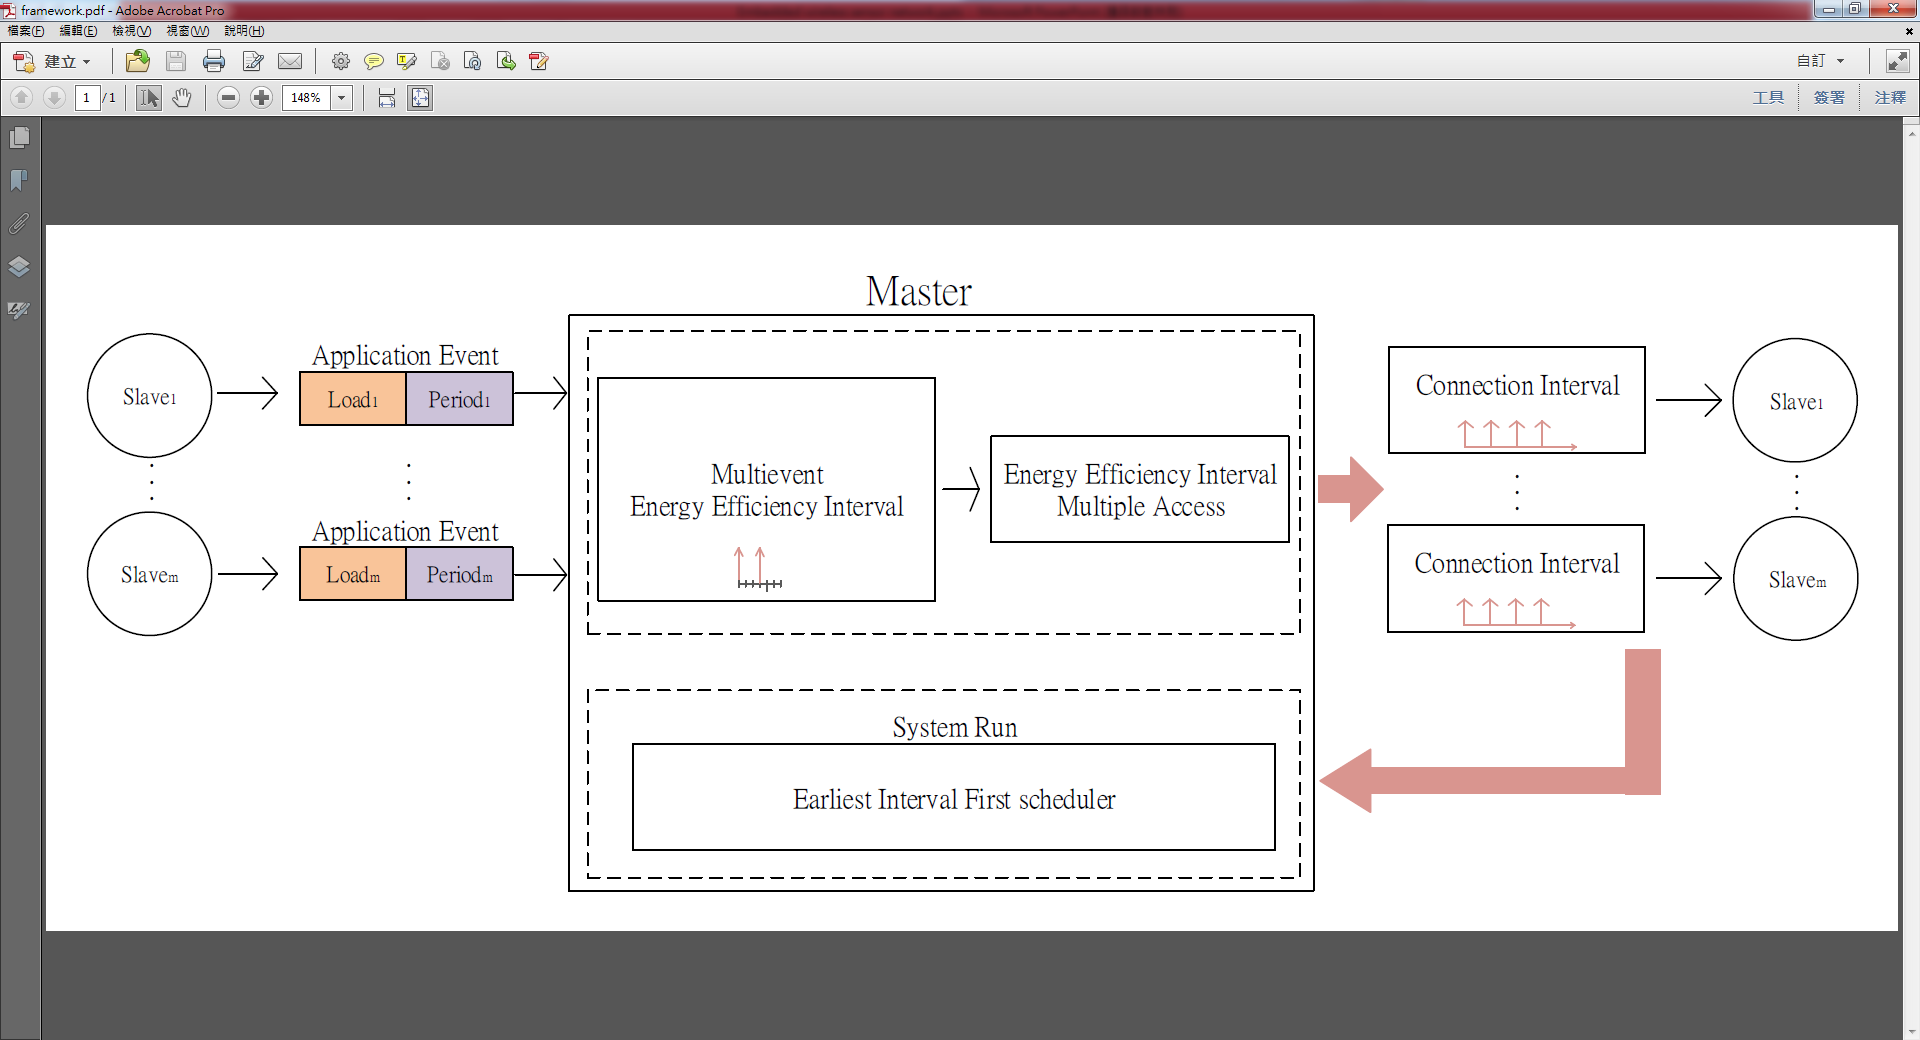 framework.pdf - Adobe Acrobat Pro
檔案(F) 編輯(E) 檢視(V) 視窗(W) 說明(H)
建立
自訂
1 / 1
148%
工具 簽署 注釋
Master
Application Event
Slave1
Load1 Period1
Application Event
Slavem
Loadm Periodm
Multievent
Energy Efficiency Interval
Energy Efficiency Interval
Multiple Access
Connection Interval
Slave1
Connection Interval
Slavem
System Run
Earliest Interval First scheduler